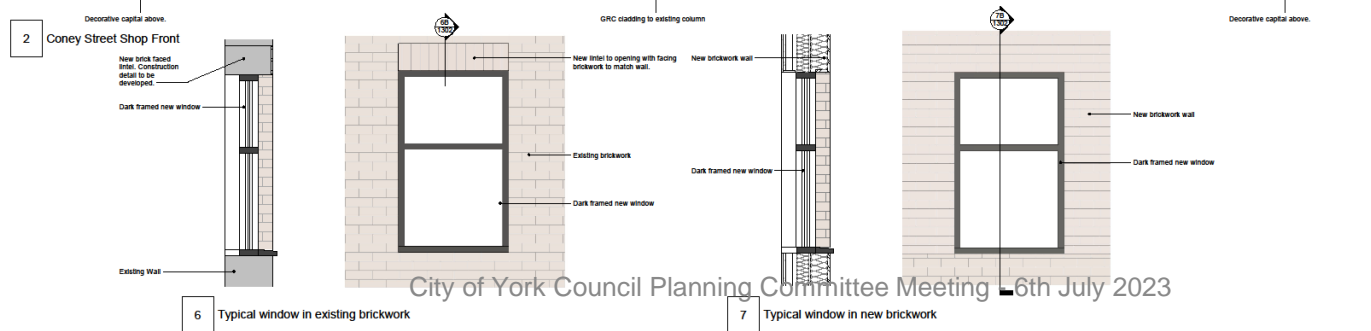 Decorative capital above.
GRC cladding to existing column
Decorative capital above.
2 Coney Street Shop Front
6B
1302
7B
1302
New brick faced
lintel. Construction
detail to be
developed.
New lintel to opening with facing
brickwork to match wall.
New brickwork wall
Dark framed new window
New brickwork wall
Existing brickwork
Dark framed new window
Dark framed new window
Dark framed new window
Existing Wall
City of York Council Planning Committee Meeting - 6th July 2023
6 Typical window in existing brickwork
7 Typical window in new brickwork